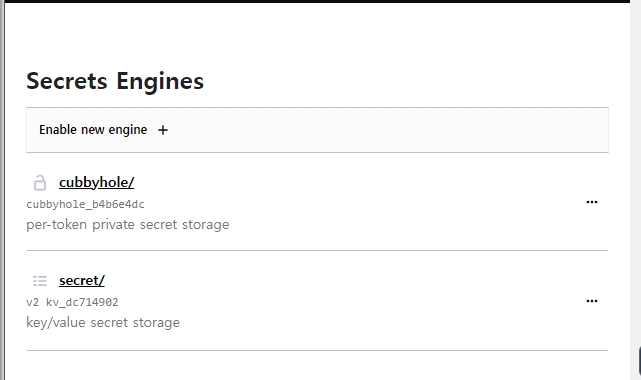 Secrets Engines
Enable new engine +
cubbyhole/
cubbyhole_b4b6e4dc
per-token private secret storage
secret/
v2 kv_dc714902
key/value secret storage